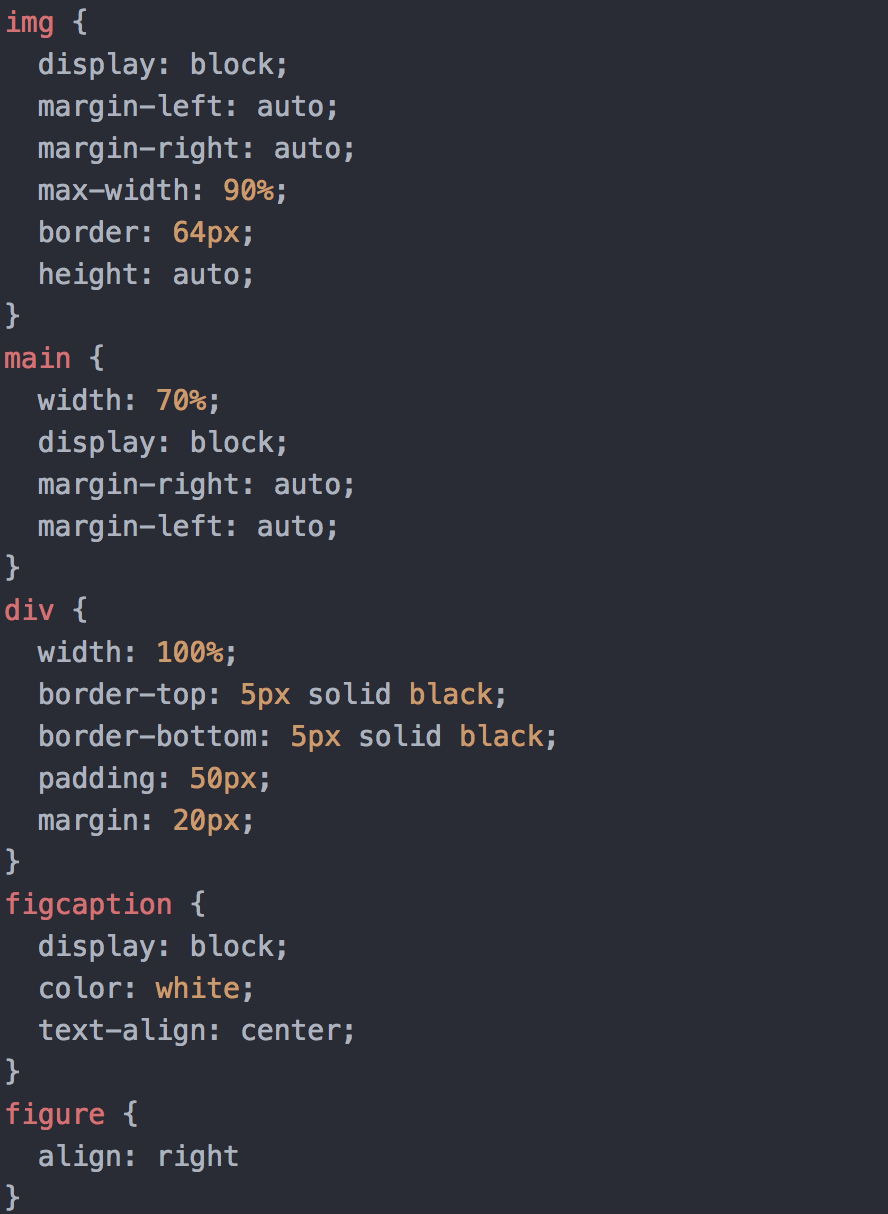 img {
  display: block;
  margin-left: auto;
  margin-right: auto;
  max-width: 90%;
  border: 64px;
  height: auto;
}
main {
  width: 70%;
  display: block;
  margin-right: auto;
  margin-left: auto;
}
div {
  width: 100%;
  border-top: 5px solid black;
  border-bottom: 5px solid black;
  padding: 50px;
  margin: 20px;
}
figcaption {
  display: block;
  color: white;
  text-align: center;
}
figure {
  align: right
}